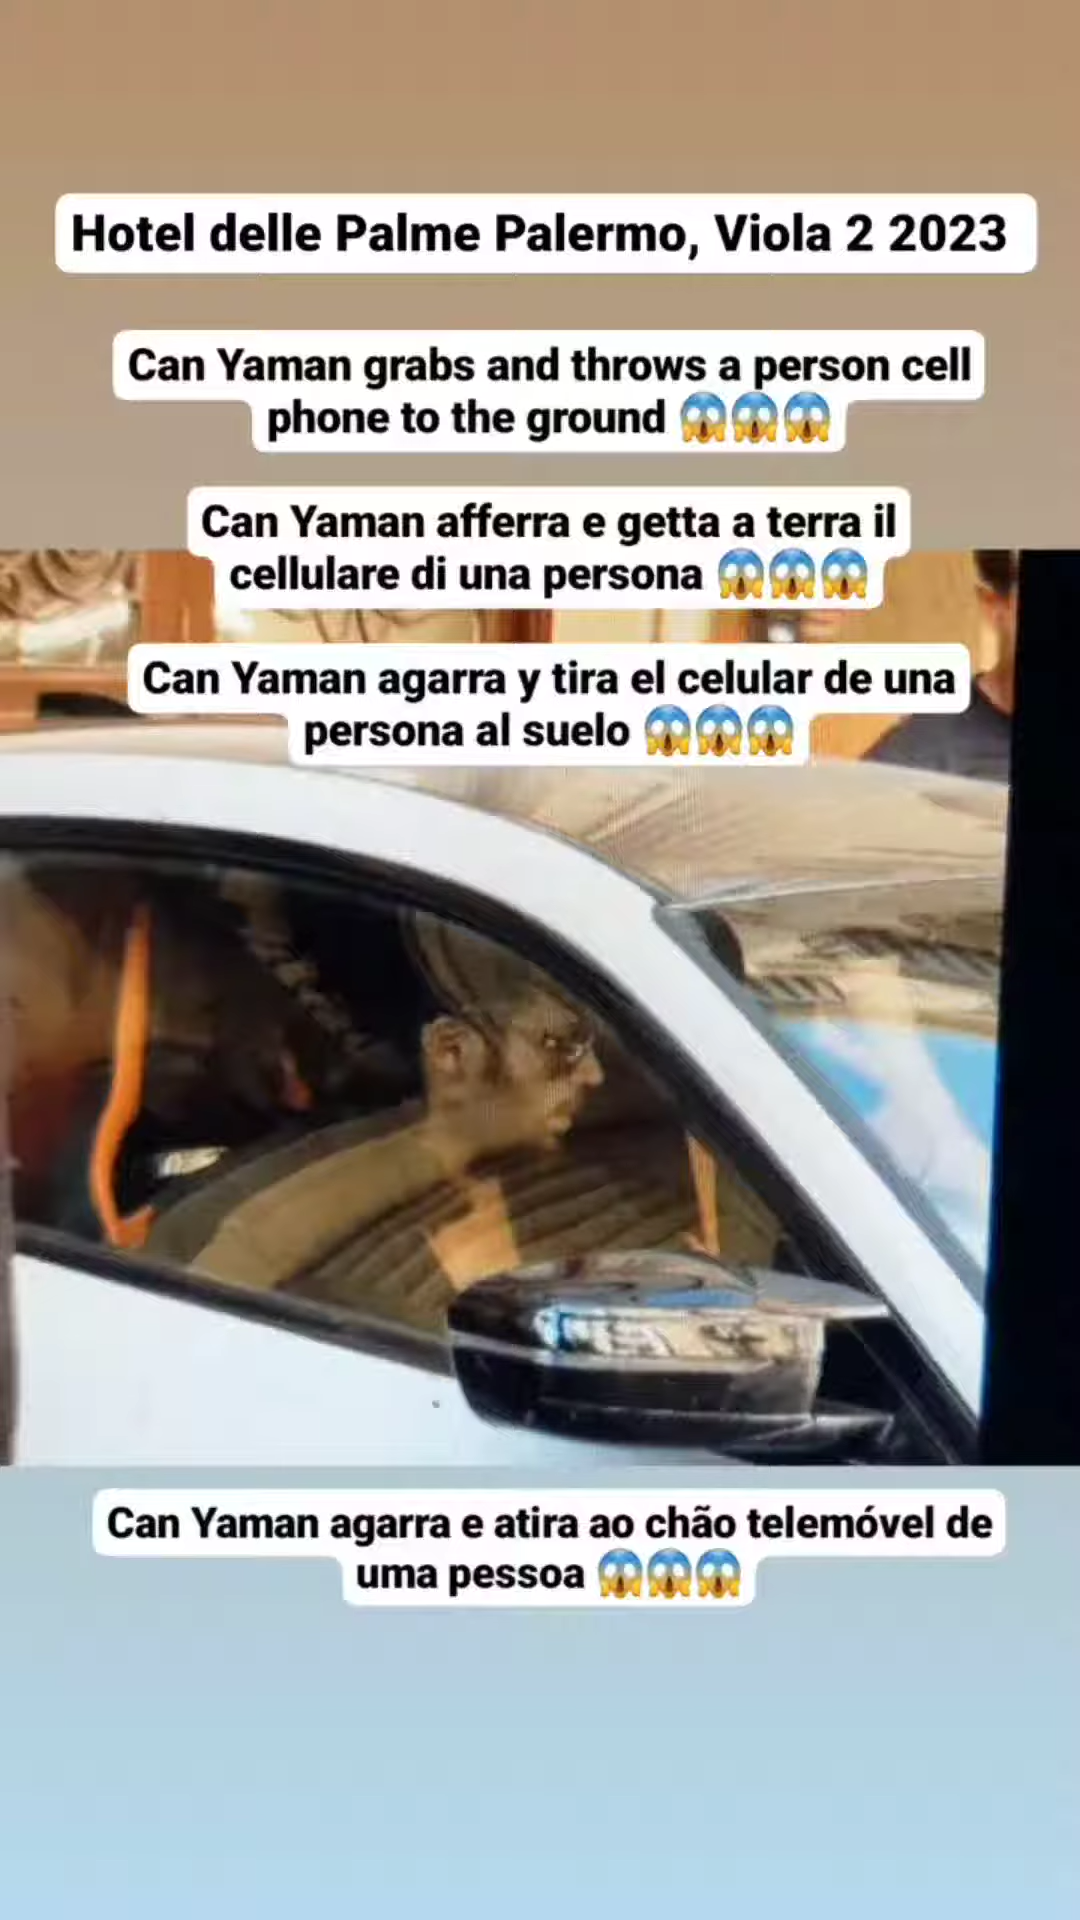 Hotel delle Palme Palermo, Viola 2 2023
Can Yaman grabs and throws a person cell
phone to the ground 😱😱😱
Can Yaman afferra e getta a terra il
cellulare di una persona 😱😱😱
Can Yaman agarra y tira el celular de una
persona al suelo 😱😱😱
Can Yaman agarra e atira ao chão telemóvel de
uma pessoa 😱😱😱